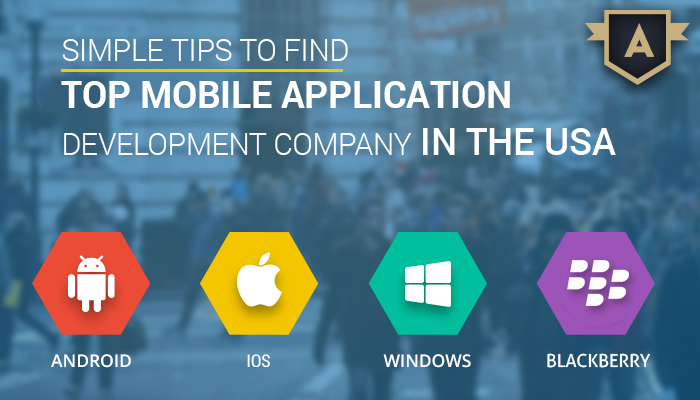 SIMPLE TIPS TO FIND
TOP MOBILE APPLICATION
DEVELOPMENT COMPANY IN THE USA
A
ANDROID
IOS
WINDOWS
BLACKBERRY